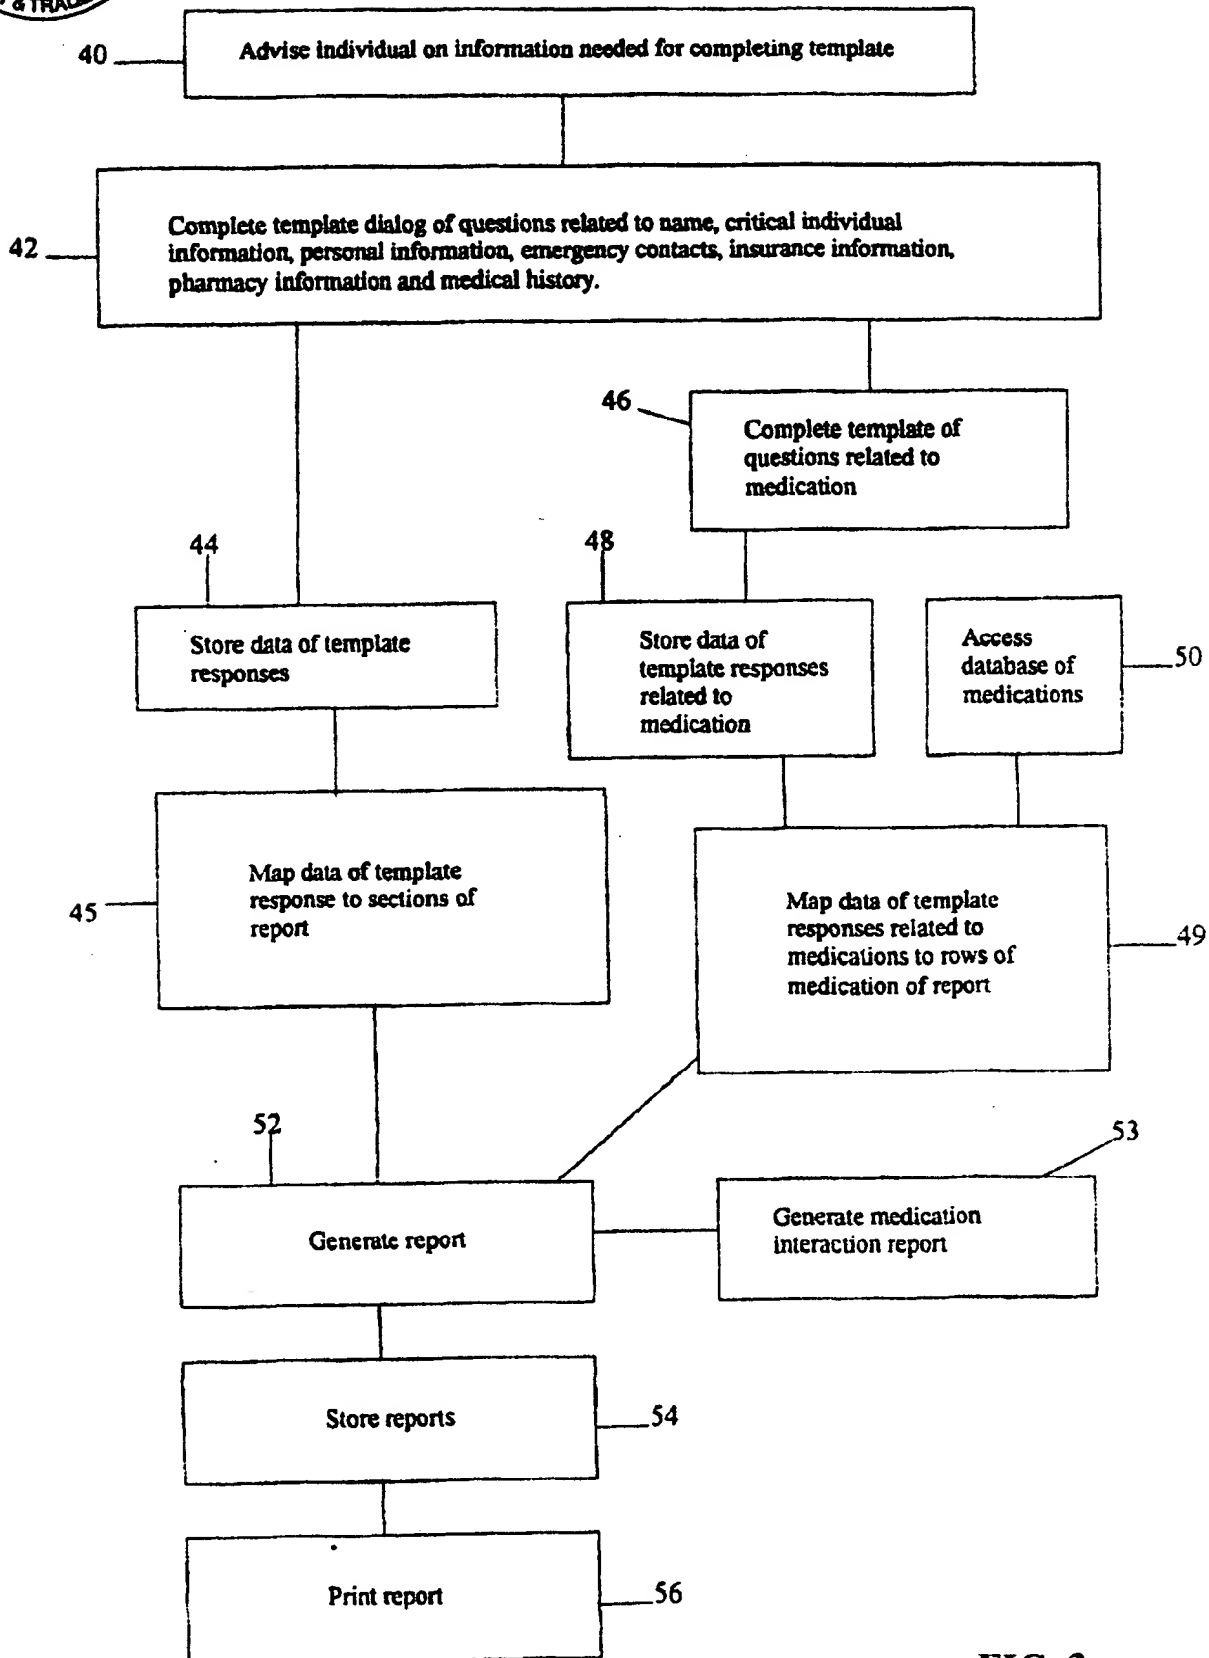 & TRADE
40
Advise individual on information needed for completing template
42
Complete template dialog of questions related to name, critical individual
information, personal information, emergency contacts, insurance information,
pharmacy information and medical history.
46
Complete template of
questions related to
medication
44
Store data of template
responses
48
Store data of
template responses
related to
medication
Access
database of
medications
50
45
Map data of template
response to sections of
report
Map data of template
responses related to
medications to rows of
medication of report
49
52
Generate report
53
Generate medication
interaction report
Store reports
54
Print report
56